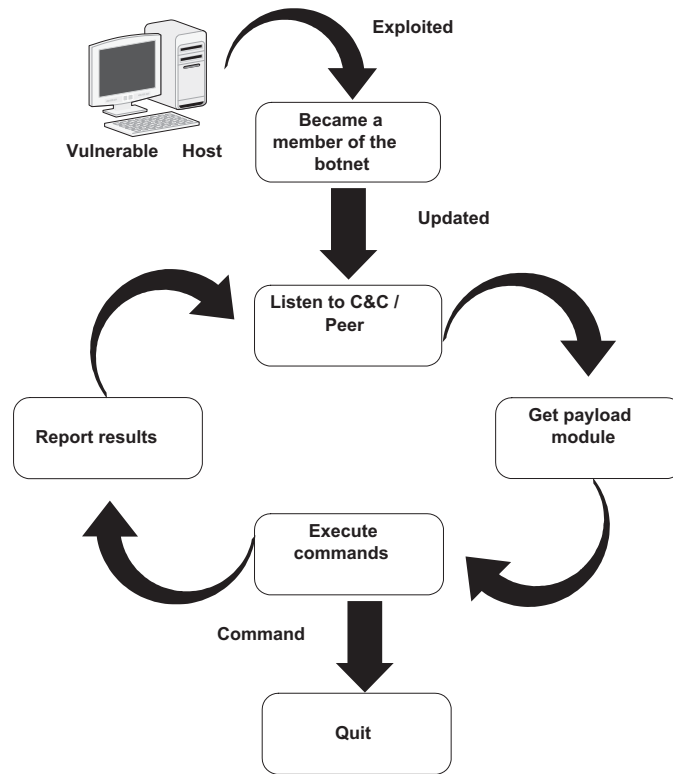 Exploited
Vulnerable Host
Became a
member of the
botnet
Updated
Listen to C&C /
Peer
Get payload
module
Report results
Execute
commands
Command
Quit